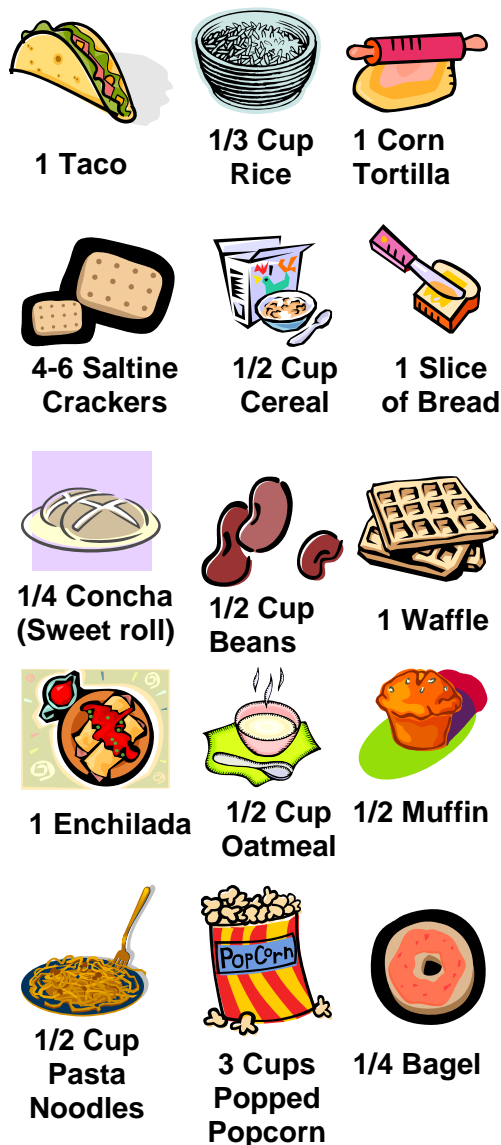 1 Taco
1/3 Cup
Rice
1 Corn
Tortilla
4-6 Saltine
Crackers
1/2 Cup
Cereal
1 Slice
of Bread
1/4 Concha
(Sweet roll)
1/2 Cup
Beans
1 Waffle
1 Enchilada
1/2 Cup
Oatmeal
1/2 Muffin
1/2 Cup
Pasta
Noodles
PopCorn
3 Cups
Popped
Popcorn
1/4 Bagel